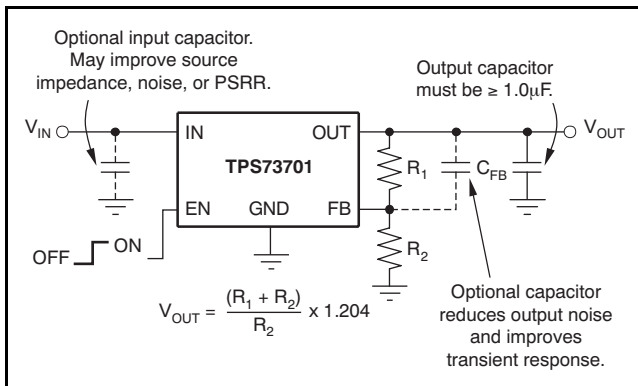 Optional input capacitor.
May improve source
impedance, noise, or PSRR.
Output capacitor
must be ≥ 1.0μF.
V_IN
IN
OUT
V_OUT
TPS73701
R_1
C_FB
EN
GND
FB
OFF
ON
R_2
V_OUT = (R_1 + R_2) / R_2 x 1.204
Optional capacitor
reduces output noise
and improves
transient response.